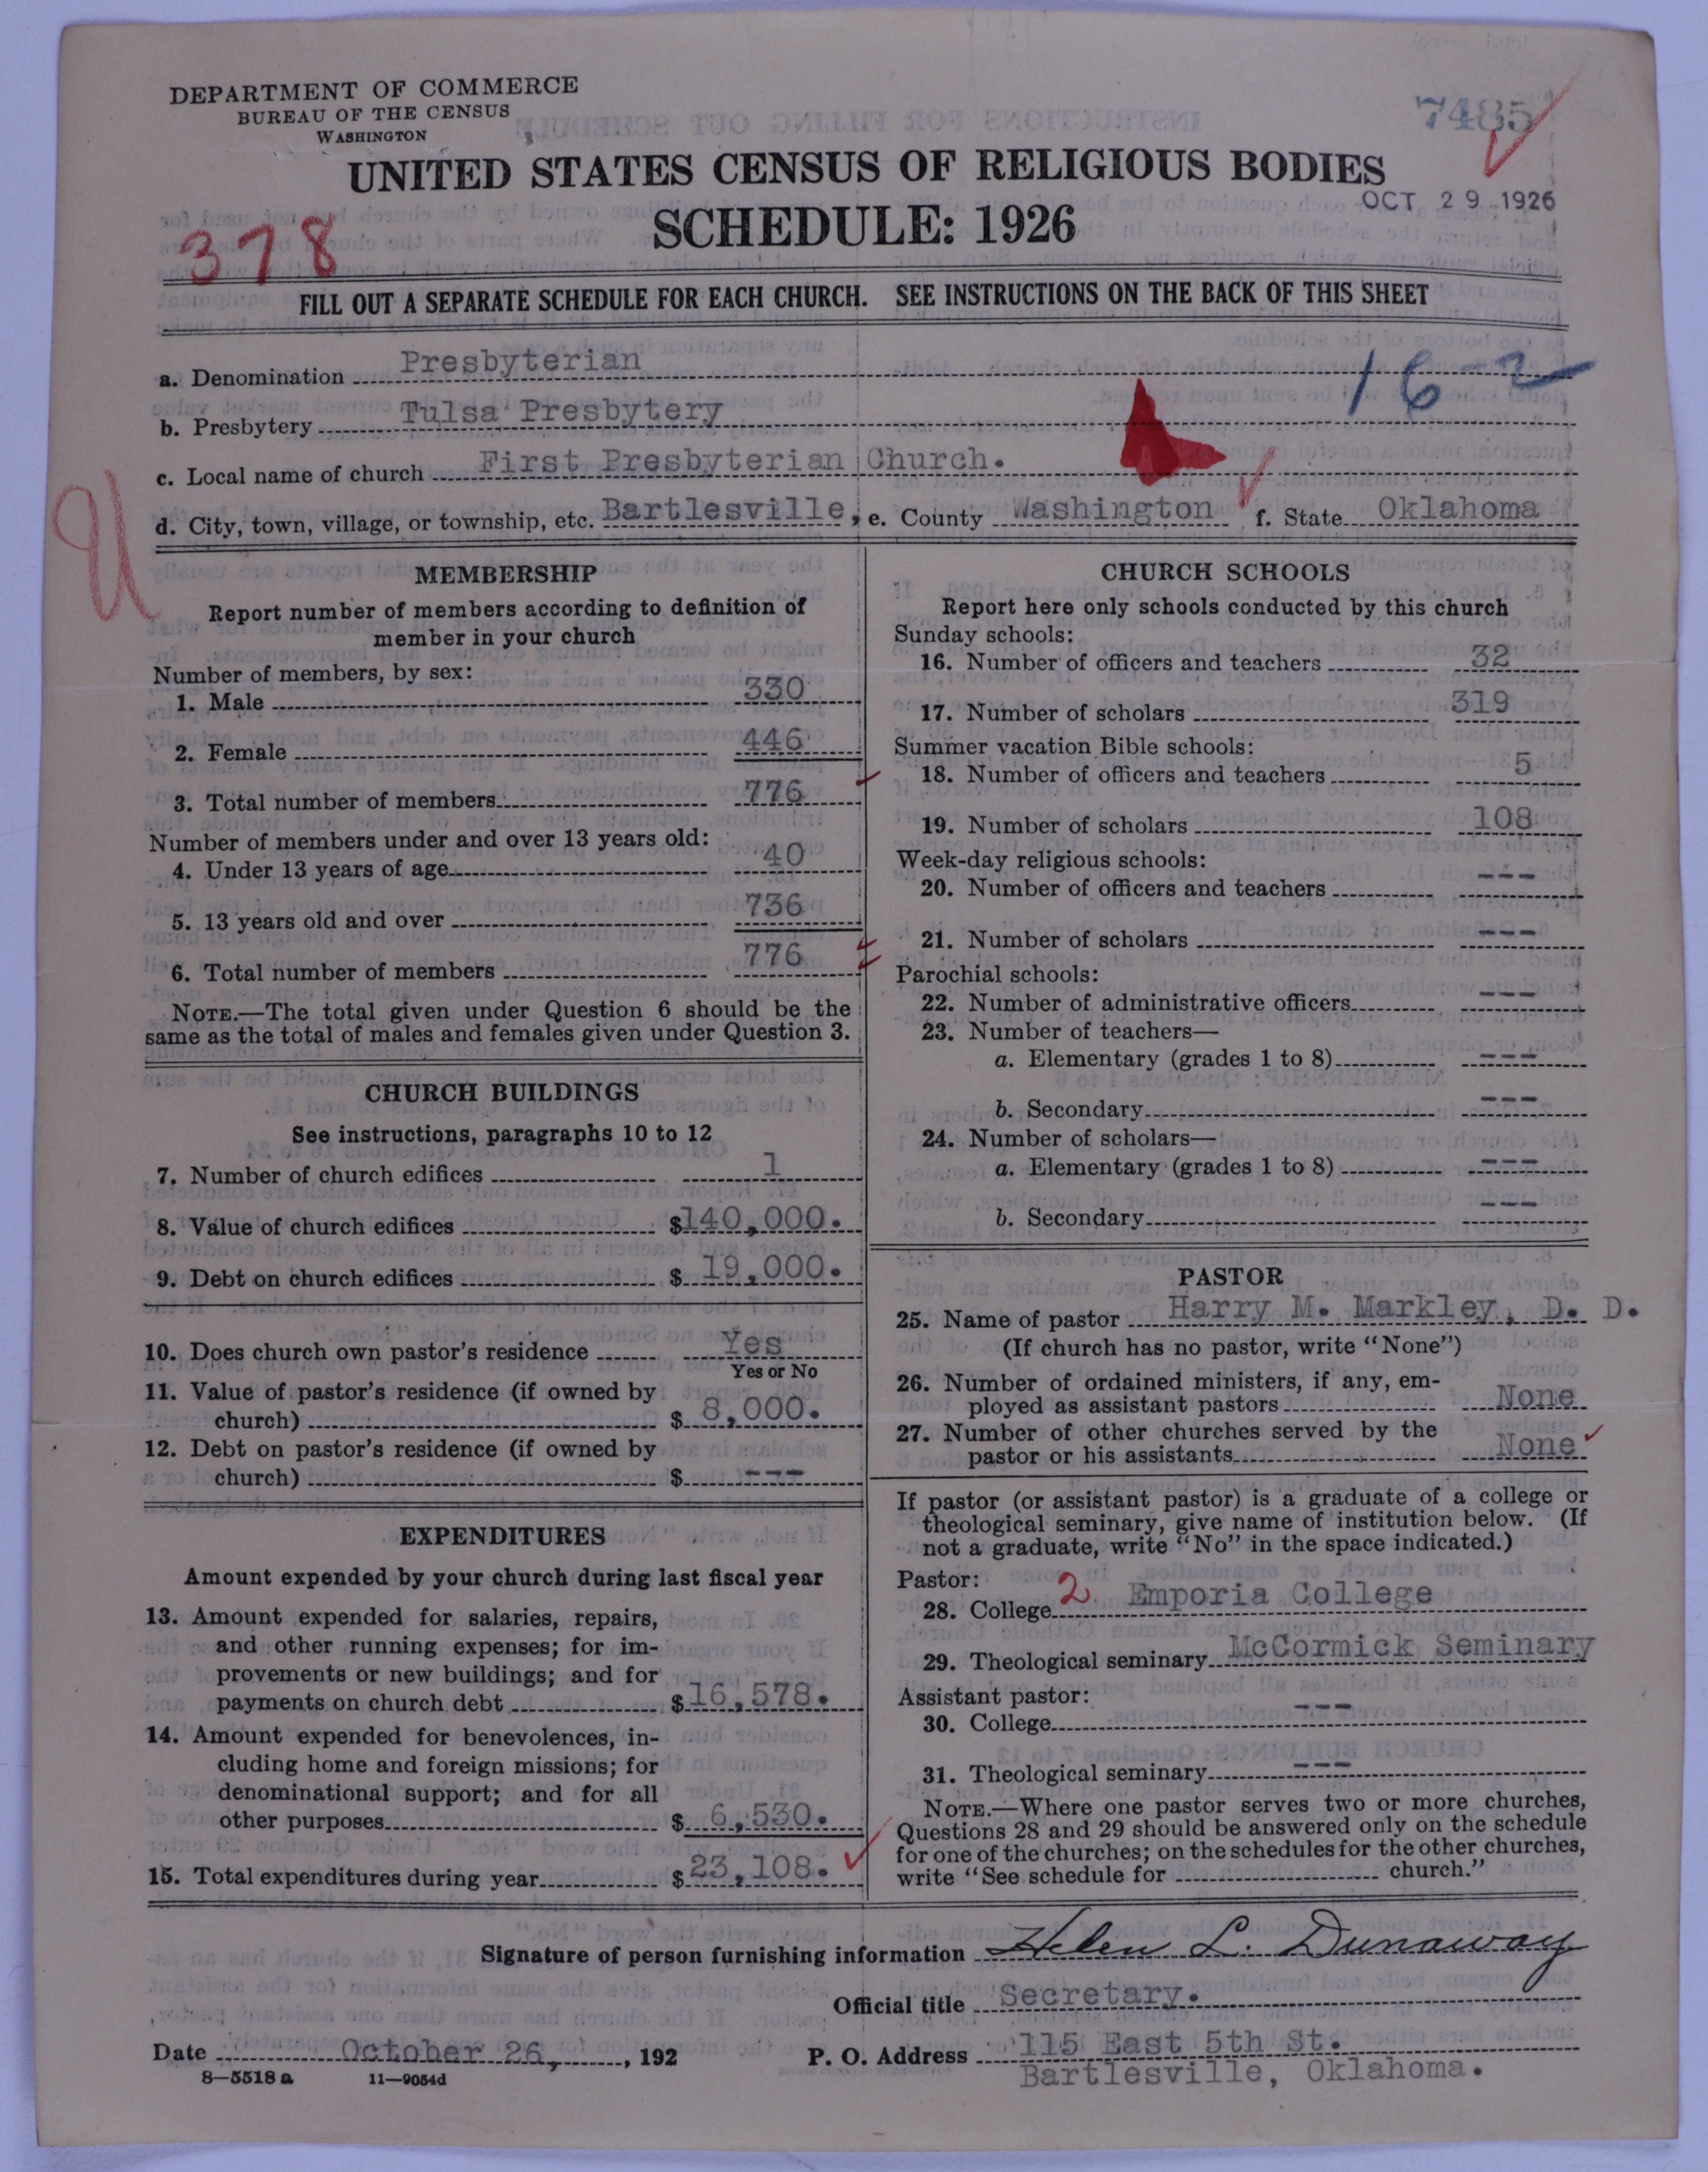 DEPARTMENT OF COMMERCE
BUREAU OF THE CENSUS
WASHINGTON
7485
UNITED STATES CENSUS OF RELIGIOUS BODIES
OCT 29 1926
SCHEDULE: 1926
378
FILL OUT A SEPARATE SCHEDULE FOR EACH CHURCH. SEE INSTRUCTIONS ON THE BACK OF THIS SHEET
a. Denomination Presbyterian
16-2
b. Presbytery Tulsa Presbytery
c. Local name of church First Presbyterian Church.
d. City, town, village, or township, etc. Bartlesville, e. County Washington f. State Oklahoma
MEMBERSHIP
Report number of members according to definition of
member in your church
Number of members, by sex:
1. Male 330
2. Female 446
3. Total number of members 776
Number of members under and over 13 years old:
4. Under 13 years of age 40
5. 13 years old and over 736
6. Total number of members 776
NOTE.—The total given under Question 6 should be the
same as the total of males and females given under Question 3.
CHURCH BUILDINGS
See instructions, paragraphs 10 to 12
7. Number of church edifices 1
8. Value of church edifices $140,000.
9. Debt on church edifices $19,000.
10. Does church own pastor's residence Yes
Yes or No
11. Value of pastor's residence (if owned by
church) $8,000.
12. Debt on pastor's residence (if owned by
church) $ ---
EXPENDITURES
Amount expended by your church during last fiscal year
13. Amount expended for salaries, repairs,
and other running expenses; for im-
provements or new buildings; and for
payments on church debt $16,578.
14. Amount expended for benevolences, in-
cluding home and foreign missions; for
denominational support; and for all
other purposes $6,530.
15. Total expenditures during year $23,108.
CHURCH SCHOOLS
Report here only schools conducted by this church
Sunday schools:
16. Number of officers and teachers 32
17. Number of scholars 319
Summer vacation Bible schools:
18. Number of officers and teachers 5
19. Number of scholars 108
Week-day religious schools:
20. Number of officers and teachers ---
21. Number of scholars ---
Parochial schools:
22. Number of administrative officers ---
23. Number of teachers—
a. Elementary (grades 1 to 8) ---
b. Secondary ---
24. Number of scholars—
a. Elementary (grades 1 to 8) ---
b. Secondary ---
PASTOR
25. Name of pastor Harry M. Markley, D. D.
(If church has no pastor, write "None")
26. Number of ordained ministers, if any, em-
ployed as assistant pastors None
27. Number of other churches served by the
pastor or his assistants None
If pastor (or assistant pastor) is a graduate of a college or
theological seminary, give name of institution below. (If
not a graduate, write "No" in the space indicated.)
Pastor:
28. College 2 Emporia College
29. Theological seminary McCormick Seminary
Assistant pastor:
30. College ---
31. Theological seminary ---
NOTE.—Where one pastor serves two or more churches,
Questions 28 and 29 should be answered only on the schedule
for one of the churches; on the schedules for the other churches,
write "See schedule for church."
Signature of person furnishing information Helen L. Dunaway
Official title Secretary.
Date October 26, , 192
P. O. Address 115 East 5th St.
Bartlesville, Oklahoma.
8—5518 a 11—9054d